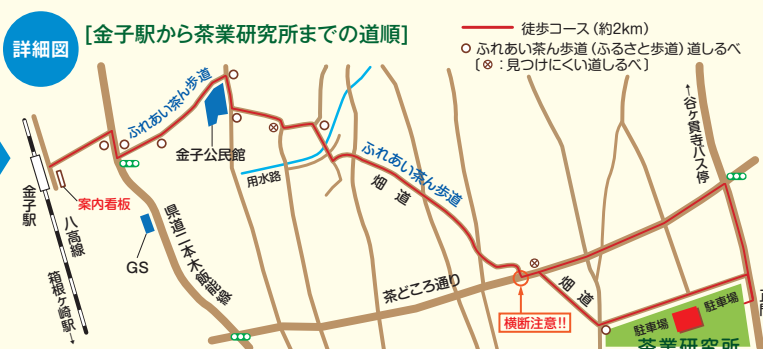 詳細図
[金子駅から茶業研究所までの道順]
徒歩コース（約2km）
ふれあい茶ん歩道（ふるさと歩道）道しるべ
〔⊗：見つけにくい道しるべ〕
ふれあい茶ん歩道
金子公民館
用水路
ふれあい茶ん歩道
畑道
←谷ヶ貫寺バス停
金子駅
案内看板
八高線
箱根ヶ崎駅→
GS
県道二本木飯能線
茶どころ通り
横断注意!!
畑道
駐車場
駐車場
正門
茶業研究所